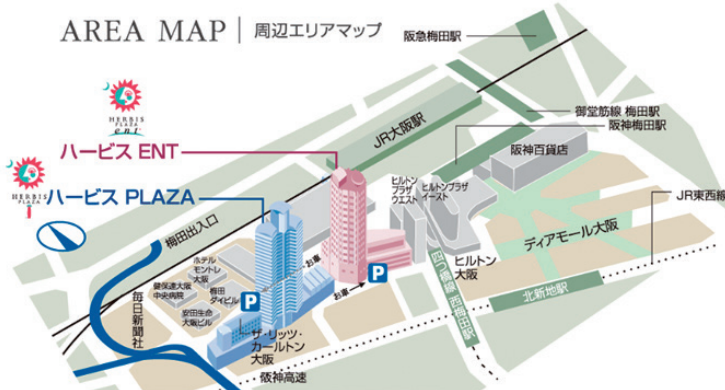 AREA MAP | 周辺エリアマップ
阪急梅田駅
HERBIS
PLAZA
ent
ハービス ENT
JR大阪駅
御堂筋線 梅田駅
阪神梅田駅
阪神百貨店
HERBIS
PLAZA
ハービス PLAZA
ヒルトン
プラザ
ウエスト
ヒルトンプラザ
イースト
JR東西線
梅田出入口
ディアモール大阪
ホテル
モントレ
大阪
お車
P
ヒルトン
大阪
健保連大阪
中央病院
梅田
ダイビル
P
お車
四つ橋線 西梅田駅
北新地駅
毎日新聞社
安田生命
大阪ビル
ザ・リッツ・
カールトン
大阪
阪神高速